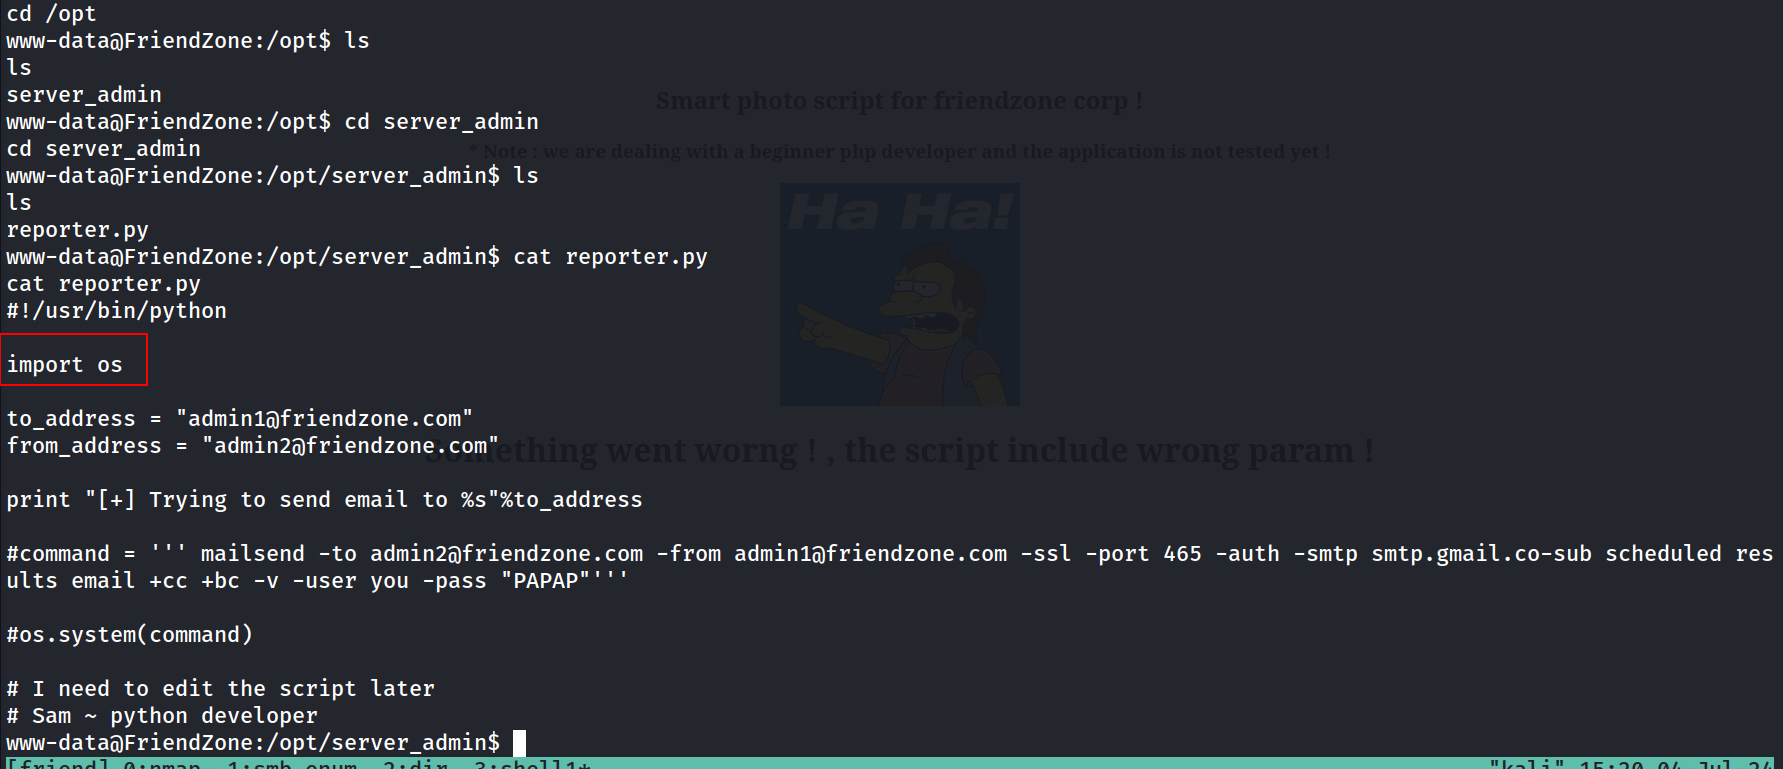 cd /opt
www-data@FriendZone:/opt$ ls
ls
server_admin
Smart photo script for friendzone corp !
www-data@FriendZone:/opt$ cd server_admin
cd server_admin
* Note : we are dealing with a beginner php developer and the application is not tested yet !
www-data@FriendZone:/opt/server_admin$ ls
ls
Ha Ha!
reporter.py
www-data@FriendZone:/opt/server_admin$ cat reporter.py
cat reporter.py
#!/usr/bin/python
import os
to_address = "admin1@friendzone.com"
from_address = "admin2@friendzone.com"
Something went worng ! , the script include wrong param !
print "[+] Trying to send email to %s"%to_address
#command = ''' mailsend -to admin2@friendzone.com -from admin1@friendzone.com -ssl -port 465 -auth -smtp smtp.gmail.co-sub scheduled res
ults email +cc +bc -v -user you -pass "PAPAP"'''
#os.system(command)
# I need to edit the script later
# Sam ~ python developer
www-data@FriendZone:/opt/server_admin$
[friend] 0:nmap 1:smb_enum 2:dir 3:shell1* "kali" 15:20 04-Jul-24